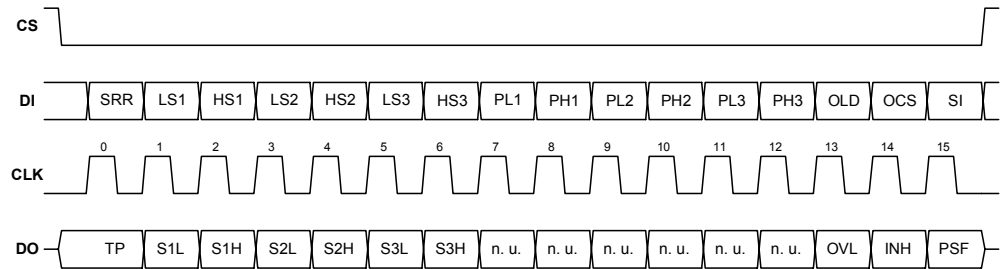 CS
DI SRR LS1 HS1 LS2 HS2 LS3 HS3 PL1 PH1 PL2 PH2 PL3 PH3 OLD OCS SI
0 1 2 3 4 5 6 7 8 9 10 11 12 13 14 15
CLK
DO TP S1L S1H S2L S2H S3L S3H n. u. n. u. n. u. n. u. n. u. n. u. OVL INH PSF